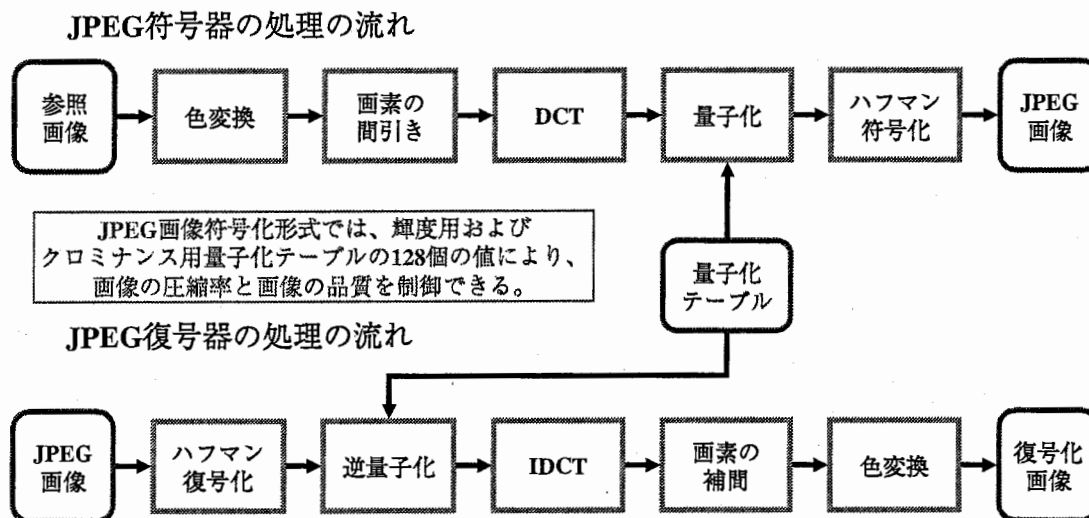 JPEG符号器の処理の流れ
参照
画像
色変換
画素の
間引き
DCT
量子化
ハフマン
符号化
JPEG
画像
JPEG画像符号化形式では、輝度用および
クロミナンス用量子化テーブルの128個の値により、
画像の圧縮率と画像の品質を制御できる。
量子化
テーブル
JPEG復号器の処理の流れ
JPEG
画像
ハフマン
復号化
逆量子化
IDCT
画素の
補間
色変換
復号化
画像